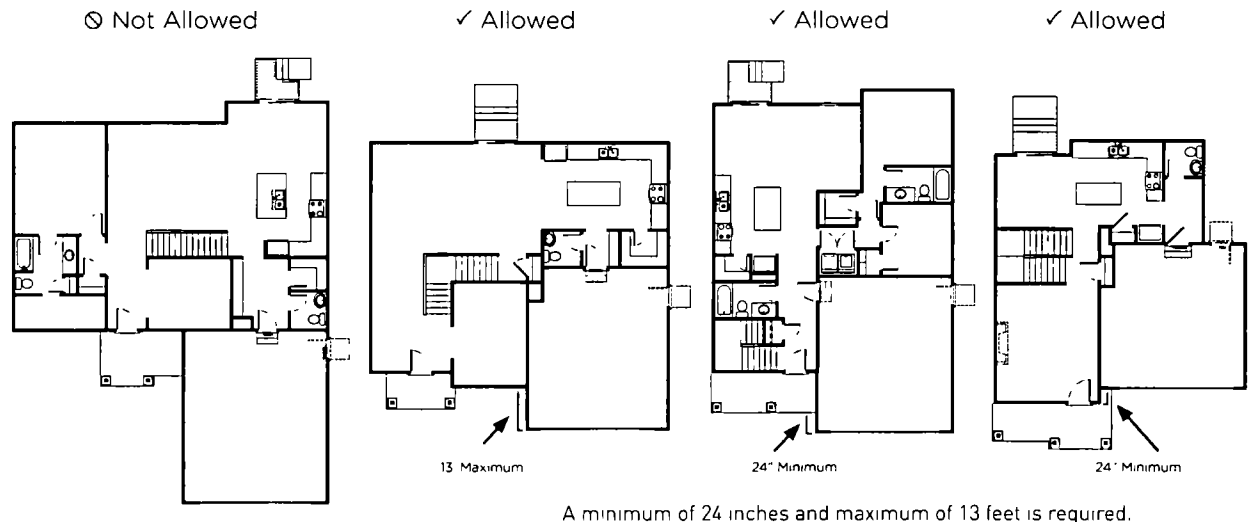 Not Allowed
✓ Allowed
✓ Allowed
✓ Allowed
13' Maximum
24" Minimum
24" Minimum
A minimum of 24 inches and maximum of 13 feet is required.